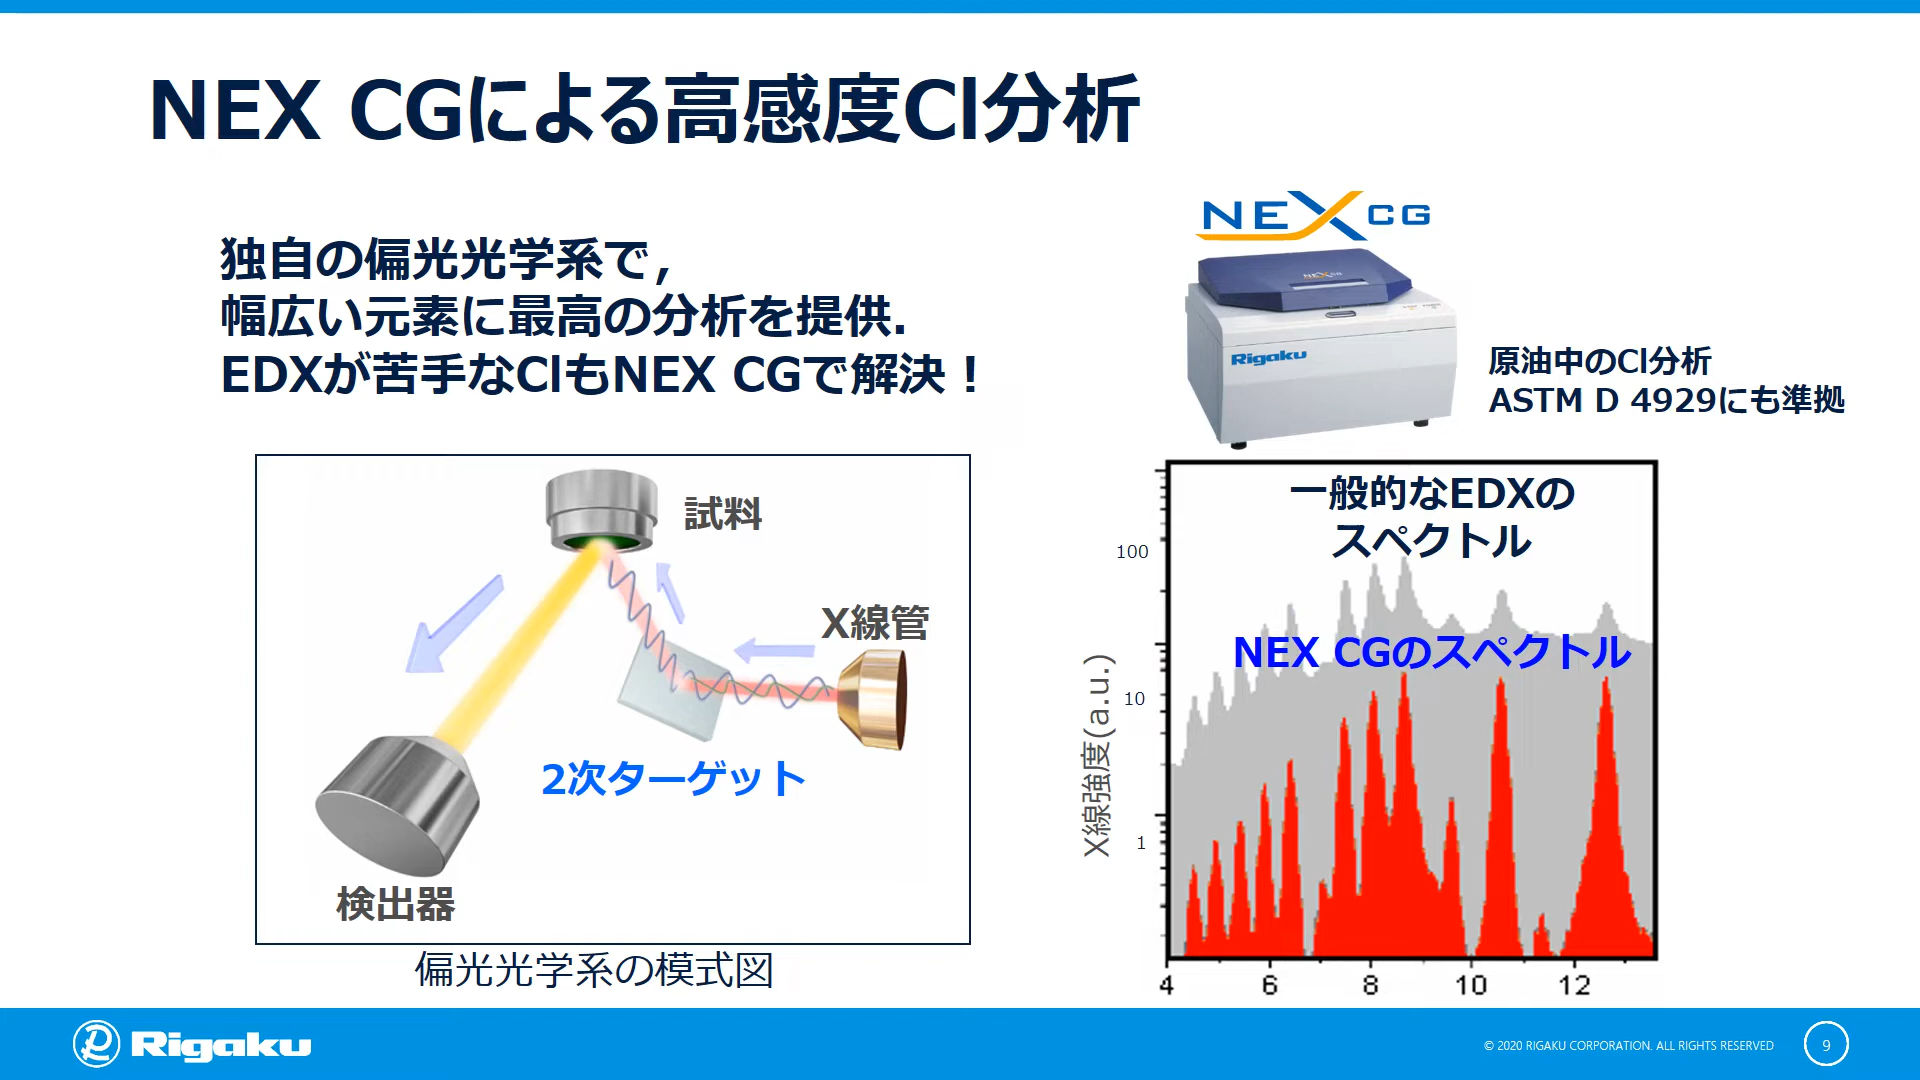 NEX CGによる高感度Cl分析
独自の偏光光学系で,
幅広い元素に最高の分析を提供.
EDXが苦手なClもNEX CGで解決！
NEX CG
NEX CG
Rigaku
原油中のCl分析
ASTM D 4929にも準拠
試料
X線管
2次ターゲット
検出器
偏光光学系の模式図
一般的なEDXの
スペクトル
NEX CGのスペクトル
X線強度(a.u.)
100
10
1
4 6 8 10 12
Rigaku
© 2020 RIGAKU CORPORATION. ALL RIGHTS RESERVED
9